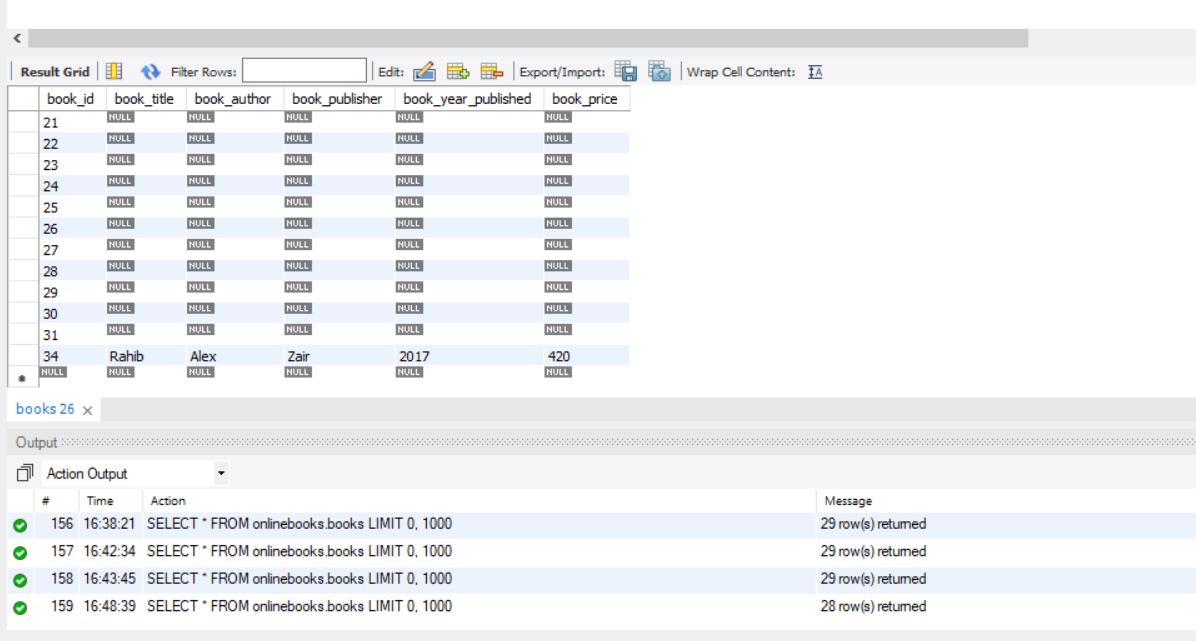 Result Grid Filter Rows: Edit: Export/Import: Wrap Cell Content:
book_id book_title book_author book_publisher book_year_published book_price
21 NULL NULL NULL NULL NULL
22 NULL NULL NULL NULL NULL
23 NULL NULL NULL NULL NULL
24 NULL NULL NULL NULL NULL
25 NULL NULL NULL NULL NULL
26 NULL NULL NULL NULL NULL
27 NULL NULL NULL NULL NULL
28 NULL NULL NULL NULL NULL
29 NULL NULL NULL NULL NULL
30 NULL NULL NULL NULL NULL
31 NULL NULL NULL NULL NULL
34 Rahib Alex Zair 2017 420
NULL NULL NULL NULL NULL NULL
books 26
Output
Action Output
# Time Action Message
156 16:38:21 SELECT * FROM onlinebooks.books LIMIT 0, 1000 29 row(s) returned
157 16:42:34 SELECT * FROM onlinebooks.books LIMIT 0, 1000 29 row(s) returned
158 16:43:45 SELECT * FROM onlinebooks.books LIMIT 0, 1000 29 row(s) returned
159 16:48:39 SELECT * FROM onlinebooks.books LIMIT 0, 1000 28 row(s) returned